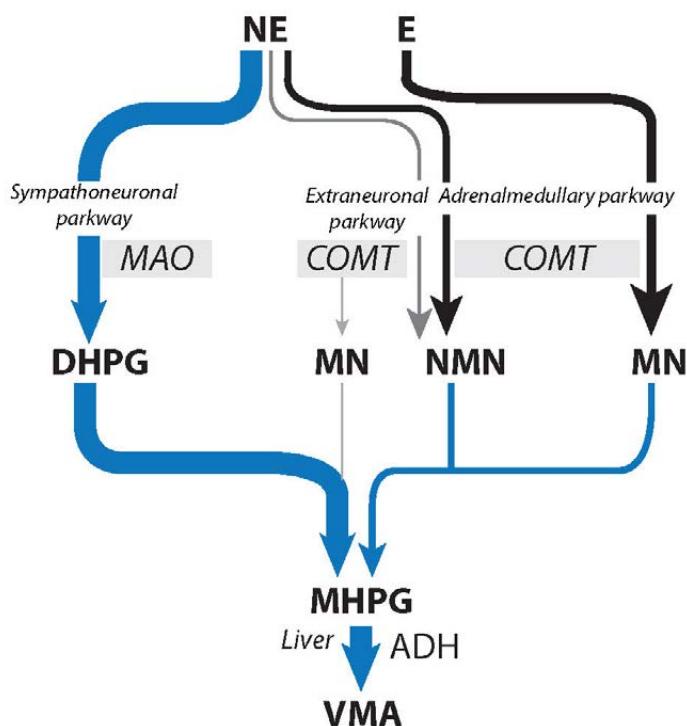 NE E
Sympathoneuronal
parkway
Extraneuronal
parkway
Adrenalmedullary parkway
MAO COMT COMT
DHPG MN NMN MN
MHPG
Liver ADH
VMA